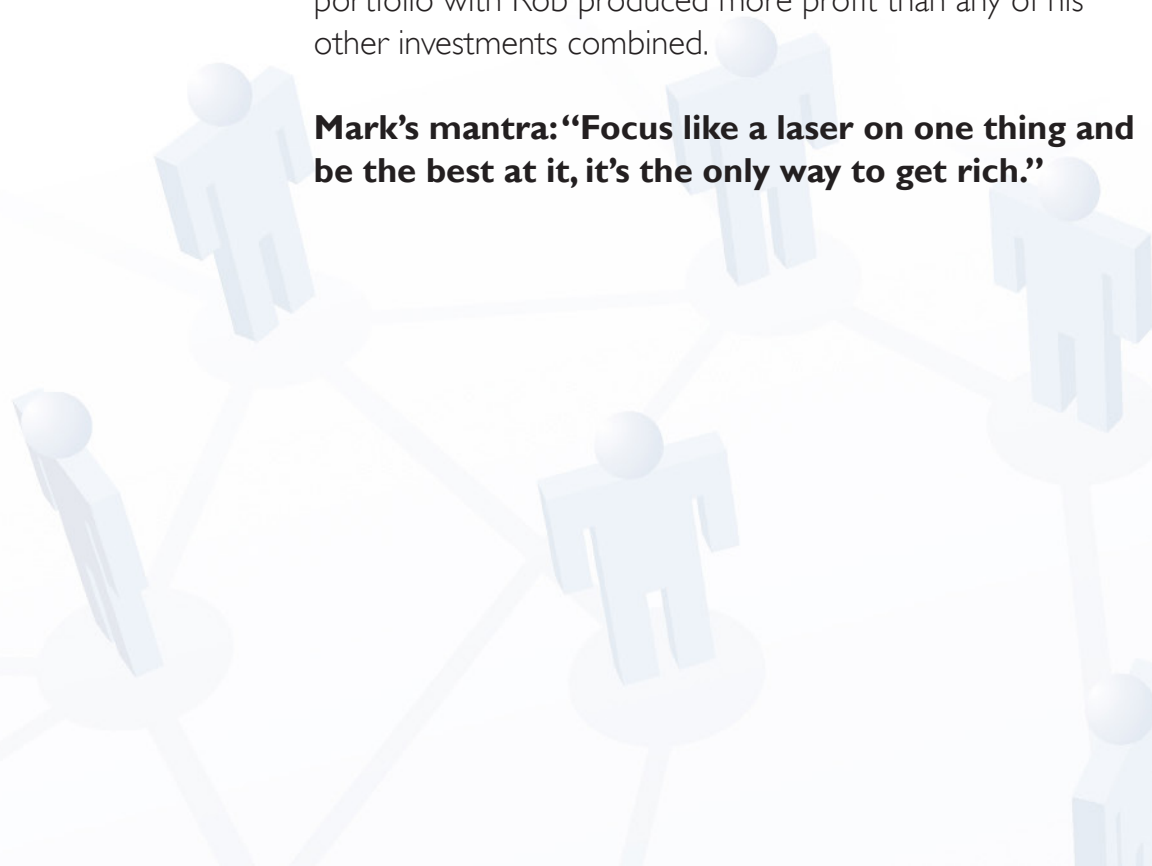 portfolio with Rob produced more profit than any of his
other investments combined.
Mark’s mantra: “Focus like a laser on one thing and
be the best at it, it’s the only way to get rich.”